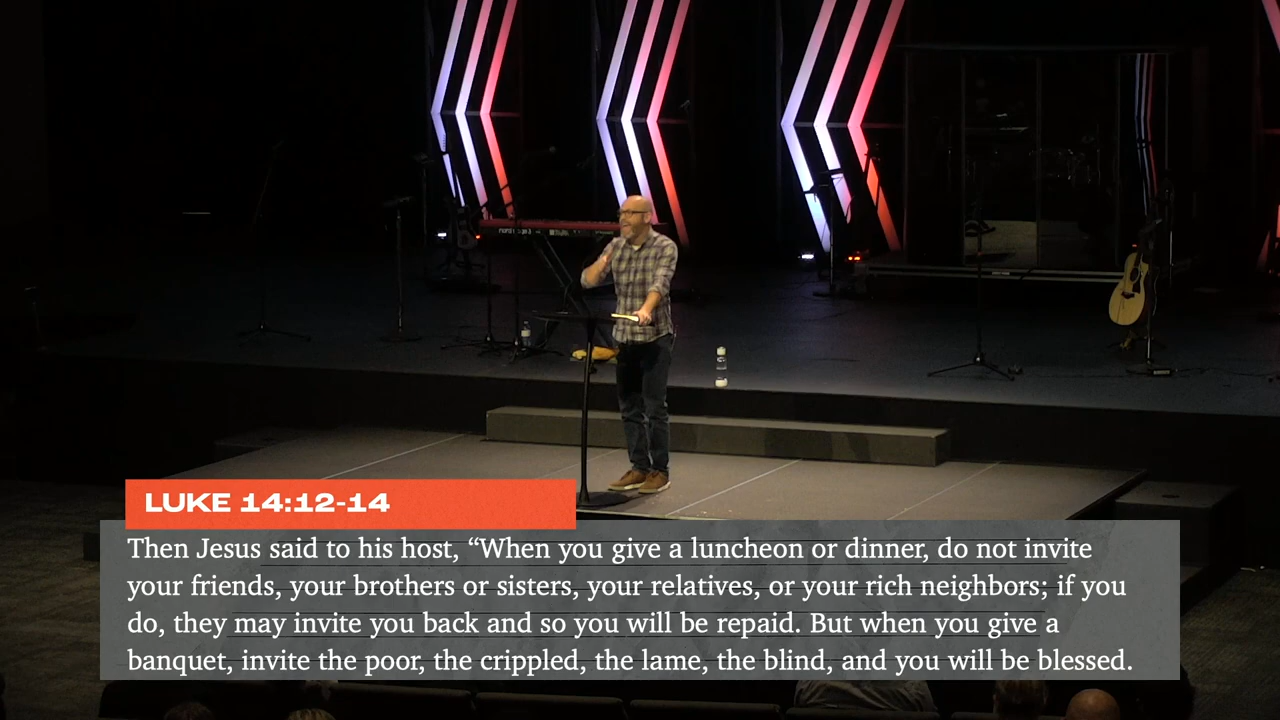 LUKE 14:12-14
Then Jesus said to his host, “When you give a luncheon or dinner, do not invite
your friends, your brothers or sisters, your relatives, or your rich neighbors; if you
do, they may invite you back and so you will be repaid. But when you give a
banquet, invite the poor, the crippled, the lame, the blind, and you will be blessed.